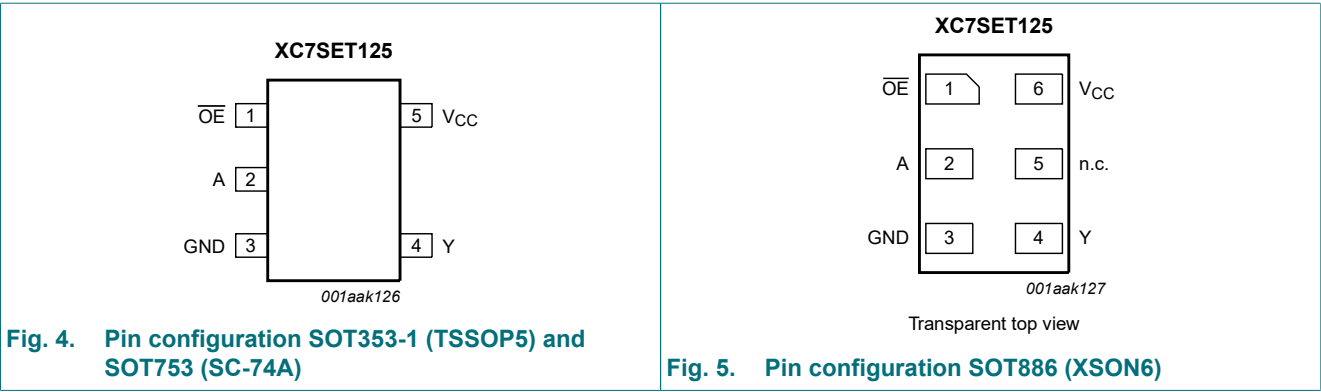 XC7SET125
OE 1 5 VCC
A 2
GND 3 4 Y
001aak126
Fig. 4. Pin configuration SOT353-1 (TSSOP5) and
SOT753 (SC-74A)
XC7SET125
OE 1 6 VCC
A 2 5 n.c.
GND 3 4 Y
001aak127
Transparent top view
Fig. 5. Pin configuration SOT886 (XSON6)